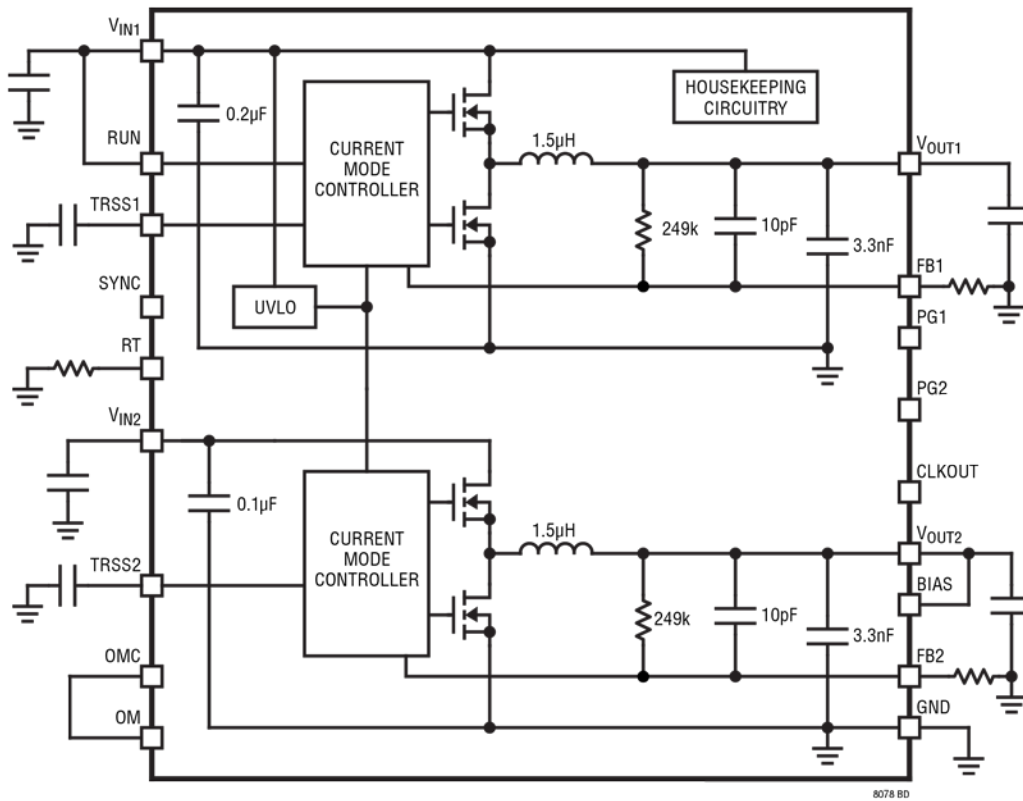 VIN1
HOUSEKEEPING
CIRCUITRY
0.2µF
RUN
CURRENT
MODE
CONTROLLER
1.5µH
VOUT1
TRSS1
249k
10pF
3.3nF
FB1
SYNC
UVLO
PG1
RT
PG2
VIN2
CLKOUT
0.1µF
CURRENT
MODE
CONTROLLER
1.5µH
VOUT2
TRSS2
BIAS
249k
10pF
3.3nF
OMC
FB2
OM
GND
8078 BD